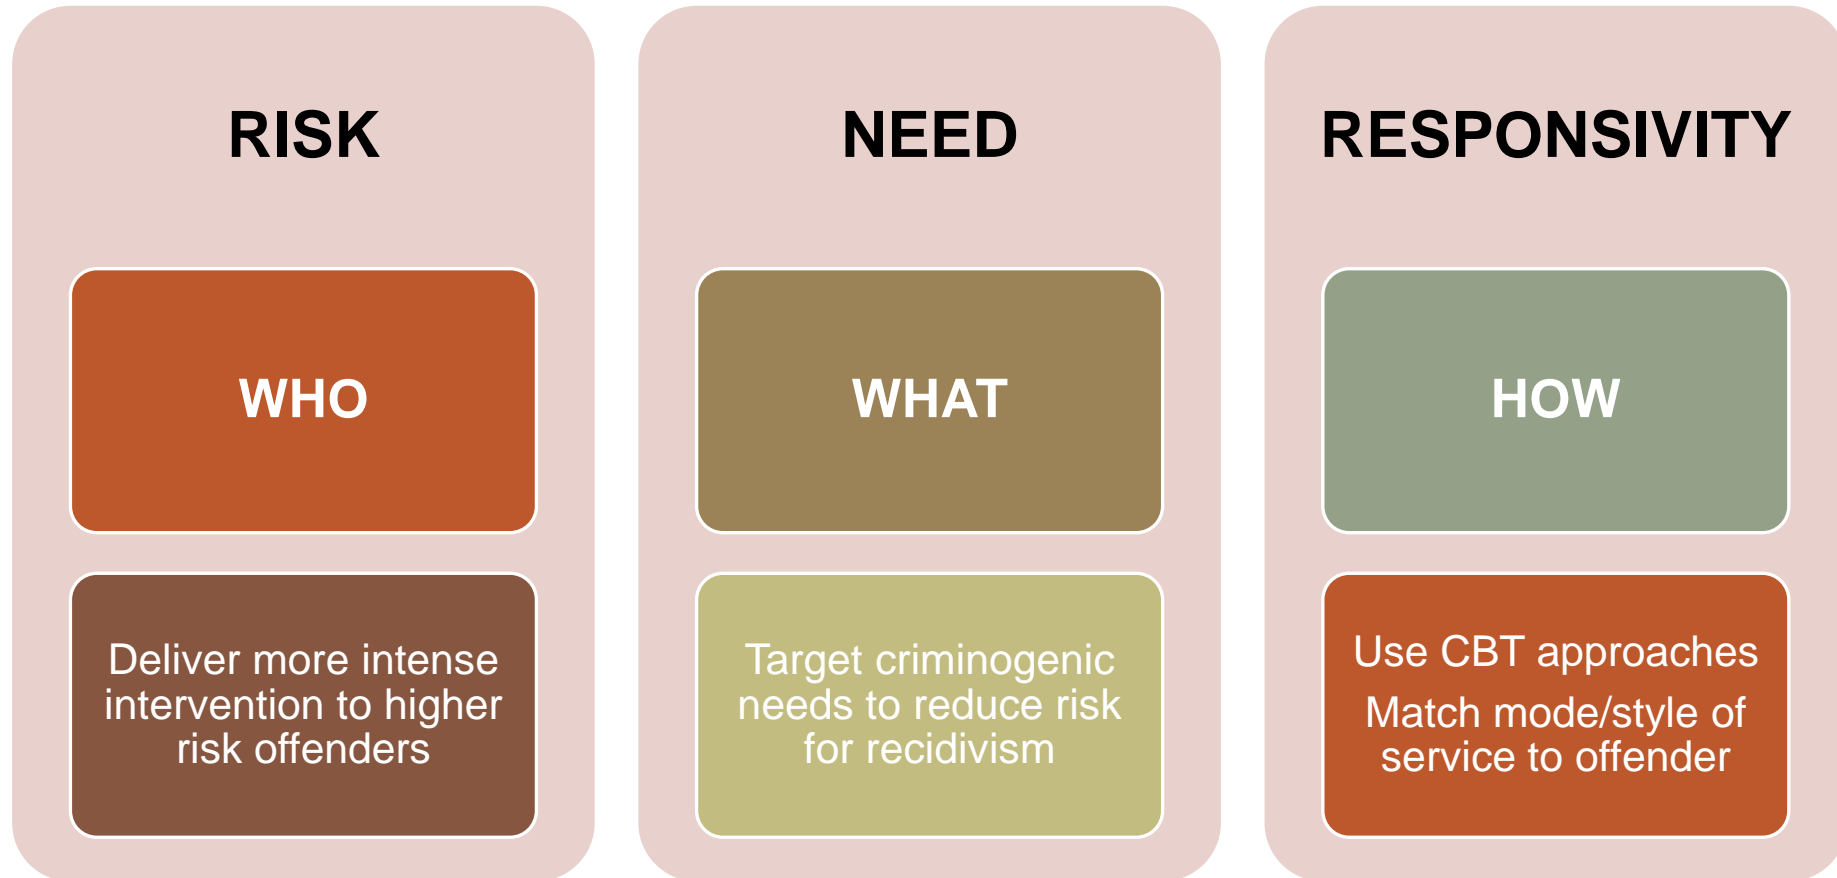 RISK
WHO
Deliver more intense
intervention to higher
risk offenders
NEED
WHAT
Target criminogenic
needs to reduce risk
for recidivism
RESPONSIVITY
HOW
Use CBT approaches
Match mode/style of
service to offender